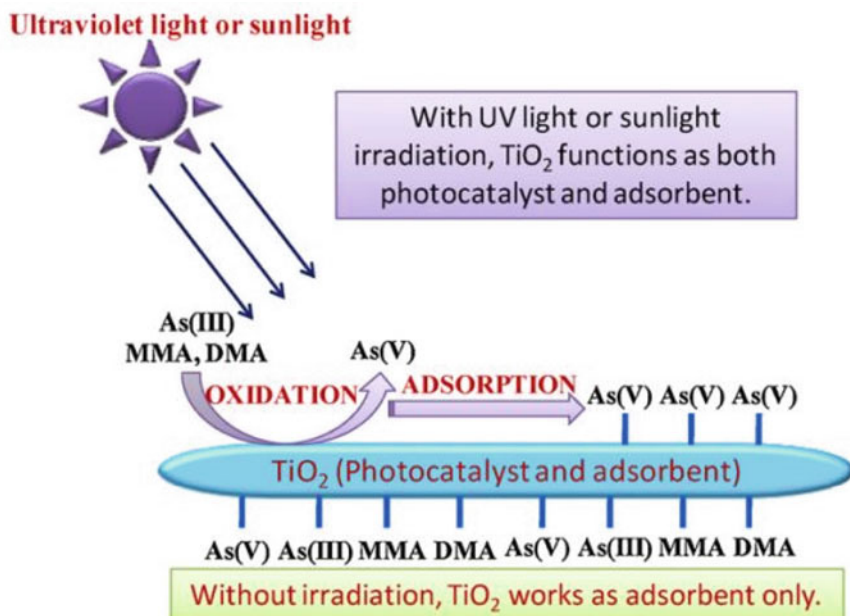 Ultraviolet light or sunlight
With UV light or sunlight
irradiation, TiO₂ functions as both
photocatalyst and adsorbent.
As(III)
MMA, DMA
As(V)
OXIDATION
ADSORPTION
As(V) As(V) As(V)
TiO₂ (Photocatalyst and adsorbent)
As(V) As(III) MMA DMA As(V) As(III) MMA DMA
Without irradiation, TiO₂ works as adsorbent only.